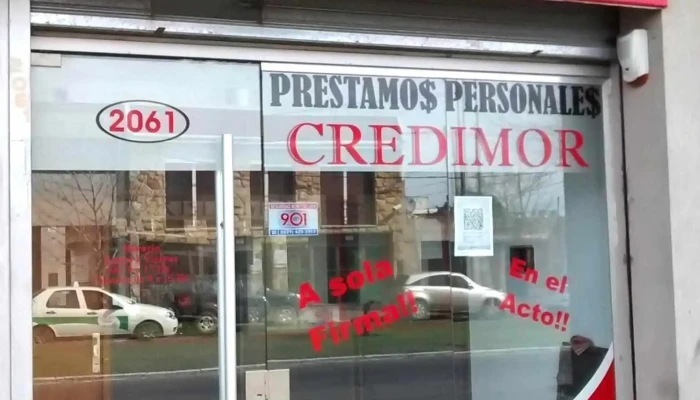 PRESTAMO$ PERSONALE$
2061
CREDIMOR
901
A sola
Firma!!
En el
Acto!!